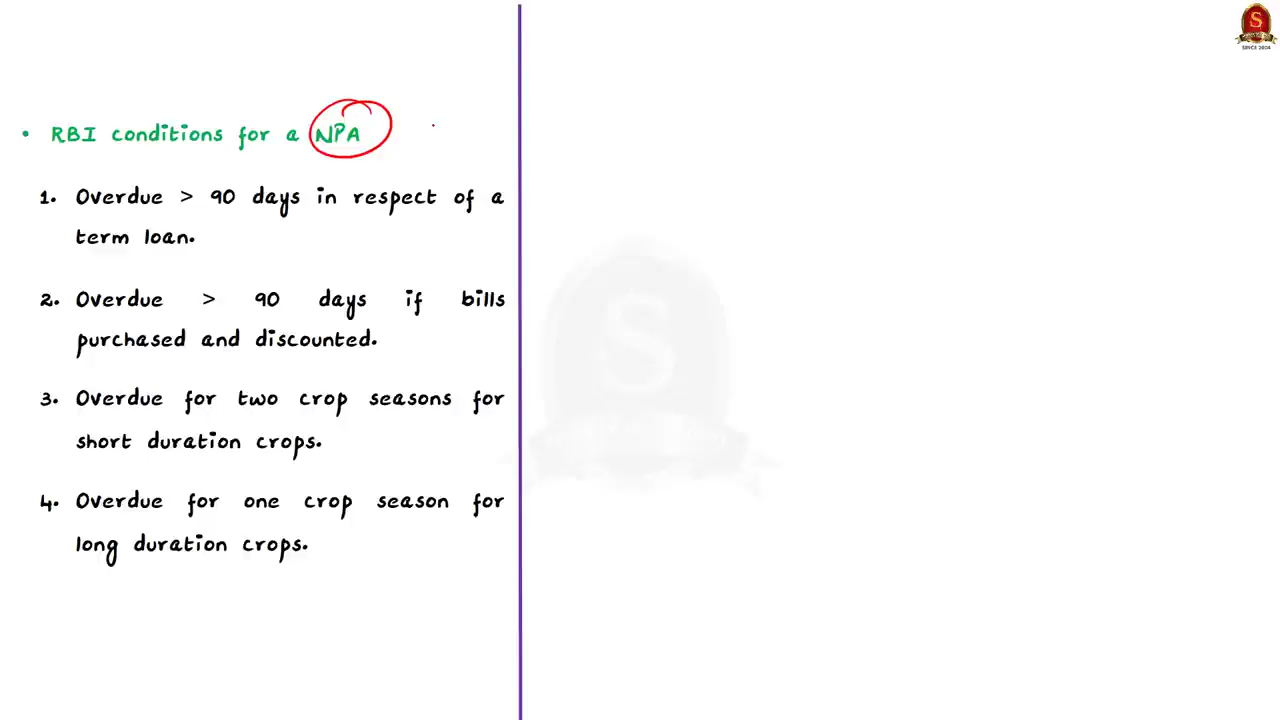 • RBI conditions for a NPA
1. Overdue > 90 days in respect of a
term loan.
2. Overdue > 90 days if bills
purchased and discounted.
3. Overdue for two crop seasons for
short duration crops.
4. Overdue for one crop season for
long duration crops.
S
SINCE 2004
S